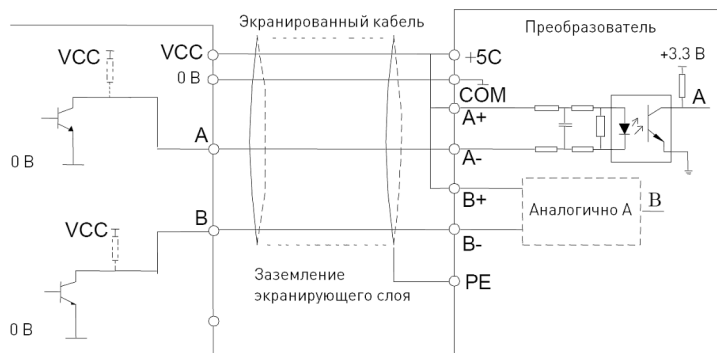 Экранированный кабель
Преобразователь
VCC
VCC
+5C
+3.3 В
0 В
COM
A+
A
A
A-
0 В
B+
Аналогично А
B
VCC
B
B-
Заземление
экранирующего слоя
PE
0 В